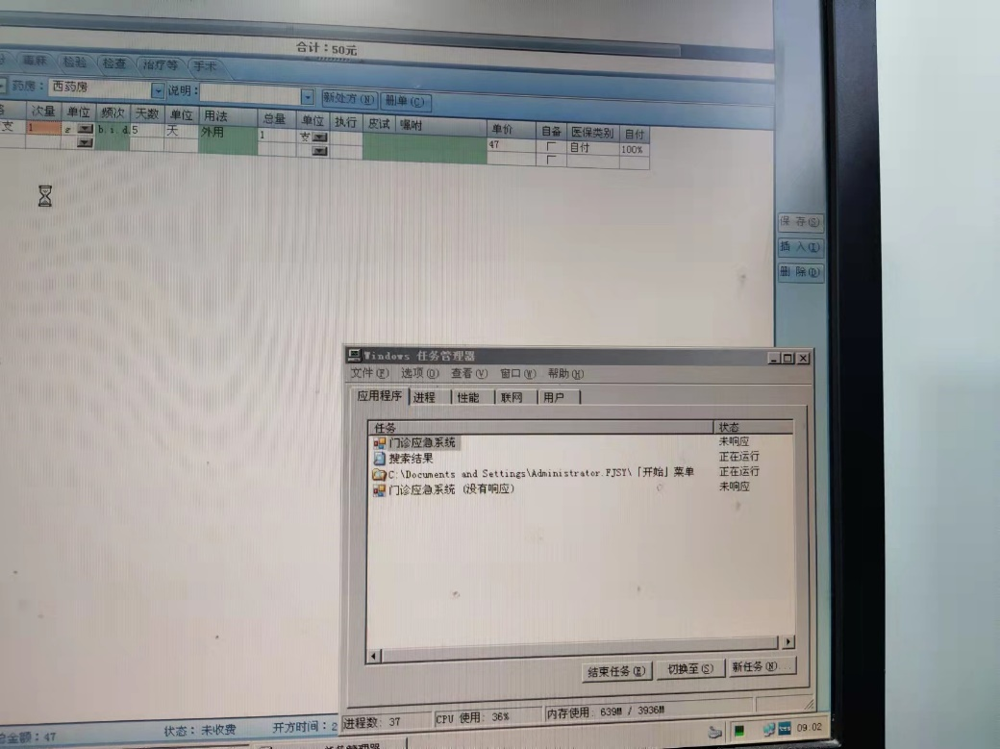 合计：50元
毒麻 检验 检查 治疗等 手术
药房： 西药房 说明： 新处方(N) 删单(C)
次量 单位 频次 天数 单位 用法 总量 单位 执行 皮试 嘱咐 单价 自备 医保类别 自付
支 1 g b.i.d. 5 天 外用 1 支 47 自付 100%
保 存(S)
插 入(I)
删 除(D)
Windows 任务管理器
文件(F) 选项(O) 查看(V) 窗口(W) 帮助(H)
应用程序 进程 性能 联网 用户
任务 状态
门诊应急系统 未响应
搜索结果 正在运行
C:\Documents and Settings\Administrator.FJSY\「开始」菜单 正在运行
门诊应急系统 (没有响应) 未响应
结束任务(E) 切换至(S) 新任务(N)...
进程数: 37 CPU 使用: 36% 内存使用: 639M / 3936M
总金额：47 状态：未收费 开方时间：2
任务管理器 09:02